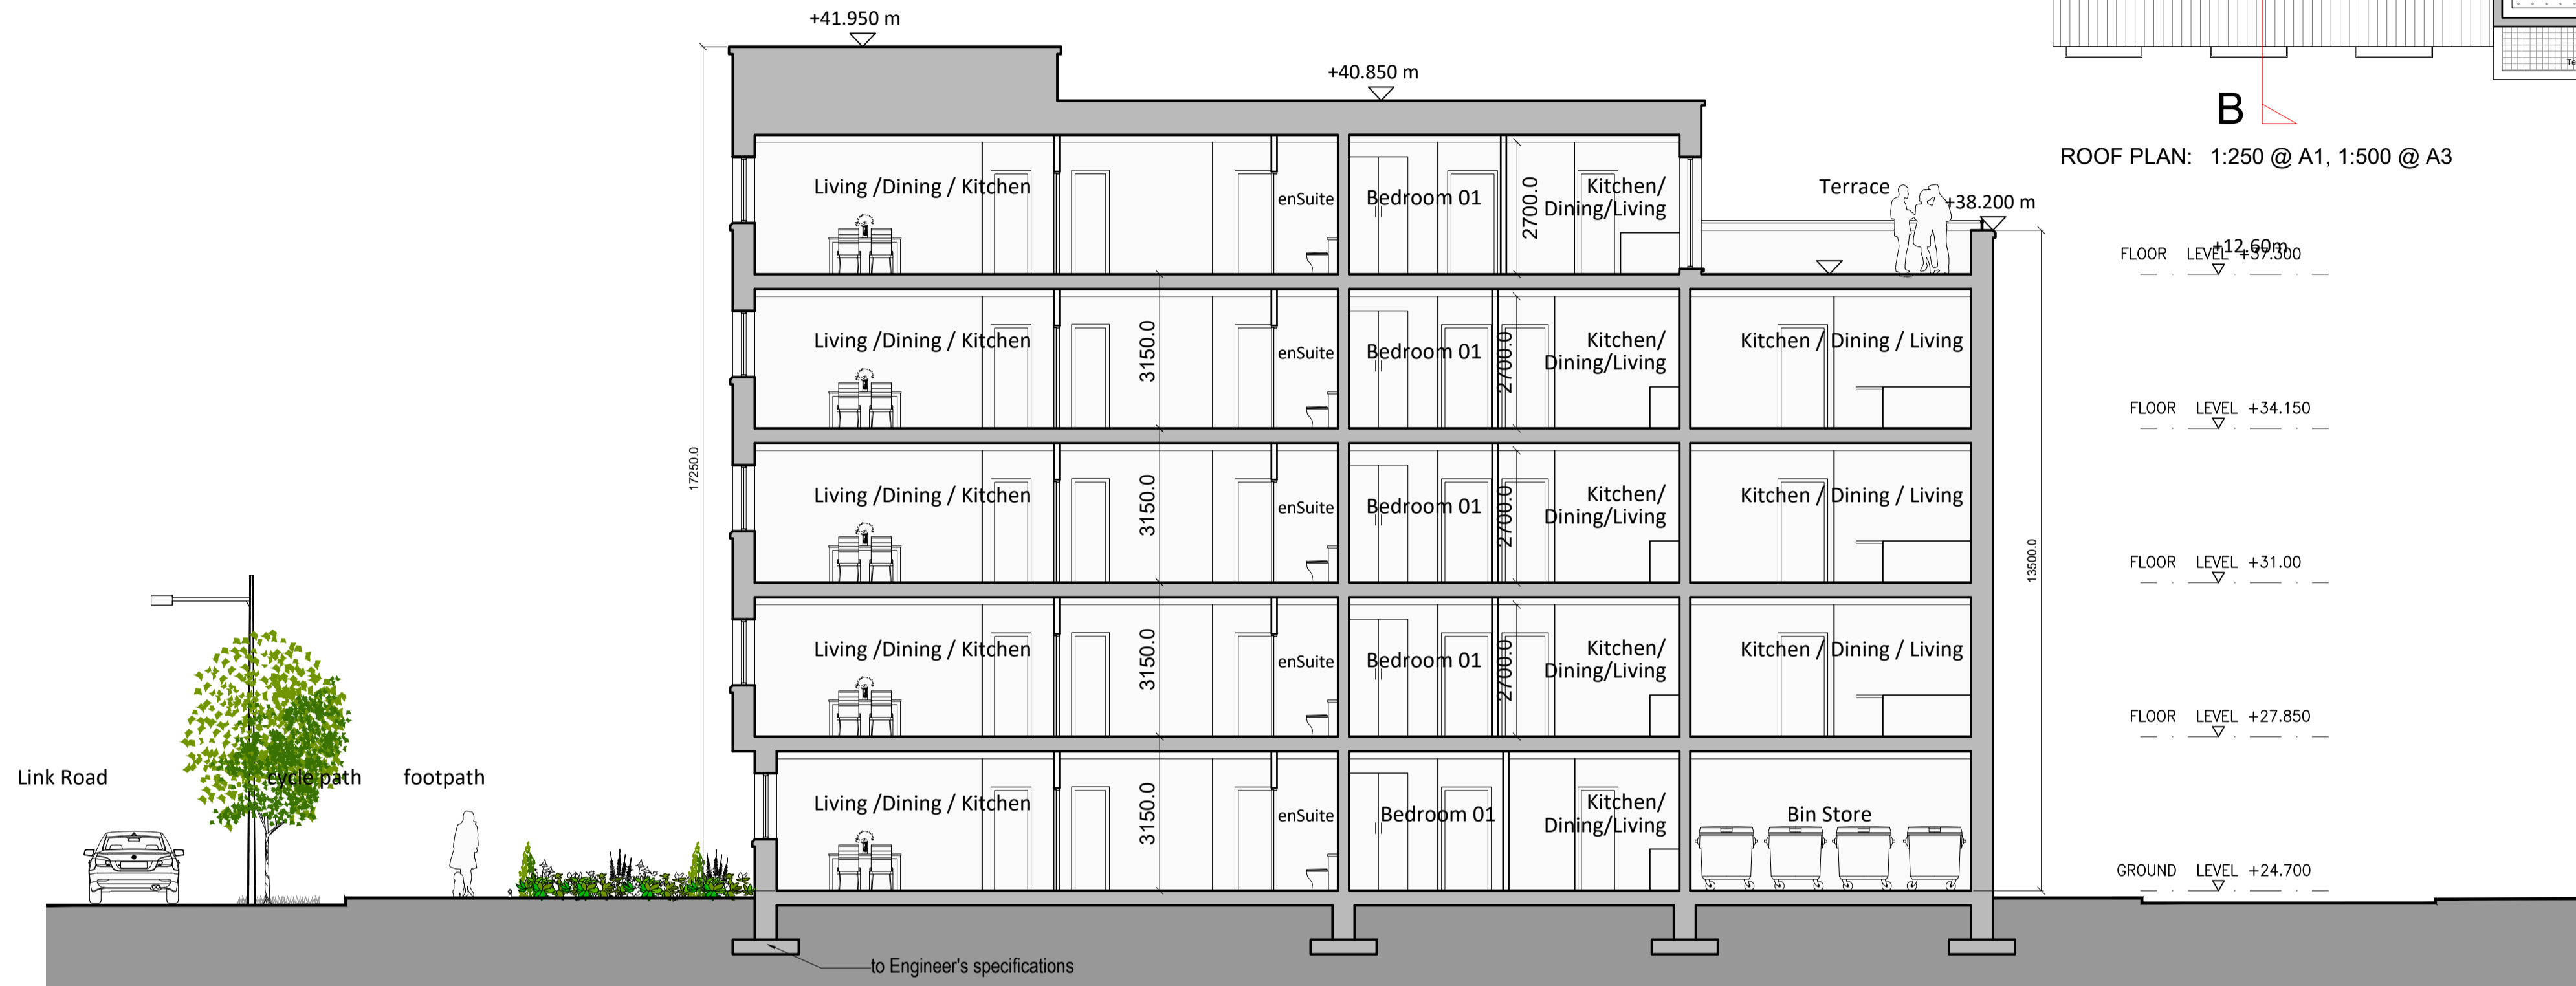 +41.950 m
+40.850 m
B
ROOF PLAN: 1:250 @ A1, 1:500 @ A3
Living /Dining / Kitchen
enSuite
Bedroom 01
2700.0
Kitchen/
Dining/Living
Terrace
+38.200 m
+12.60m
FLOOR LEVEL +37.300
Living /Dining / Kitchen
3150.0
enSuite
Bedroom 01
2700.0
Kitchen/
Dining/Living
Kitchen / Dining / Living
FLOOR LEVEL +34.150
17250.0
Living /Dining / Kitchen
3150.0
enSuite
Bedroom 01
2700.0
Kitchen/
Dining/Living
Kitchen / Dining / Living
13500.0
FLOOR LEVEL +31.00
Living /Dining / Kitchen
3150.0
enSuite
Bedroom 01
2700.0
Kitchen/
Dining/Living
Kitchen / Dining / Living
FLOOR LEVEL +27.850
Link Road
cycle path
footpath
Living /Dining / Kitchen
3150.0
enSuite
Bedroom 01
Kitchen/
Dining/Living
Bin Store
GROUND LEVEL +24.700
to Engineer's specifications